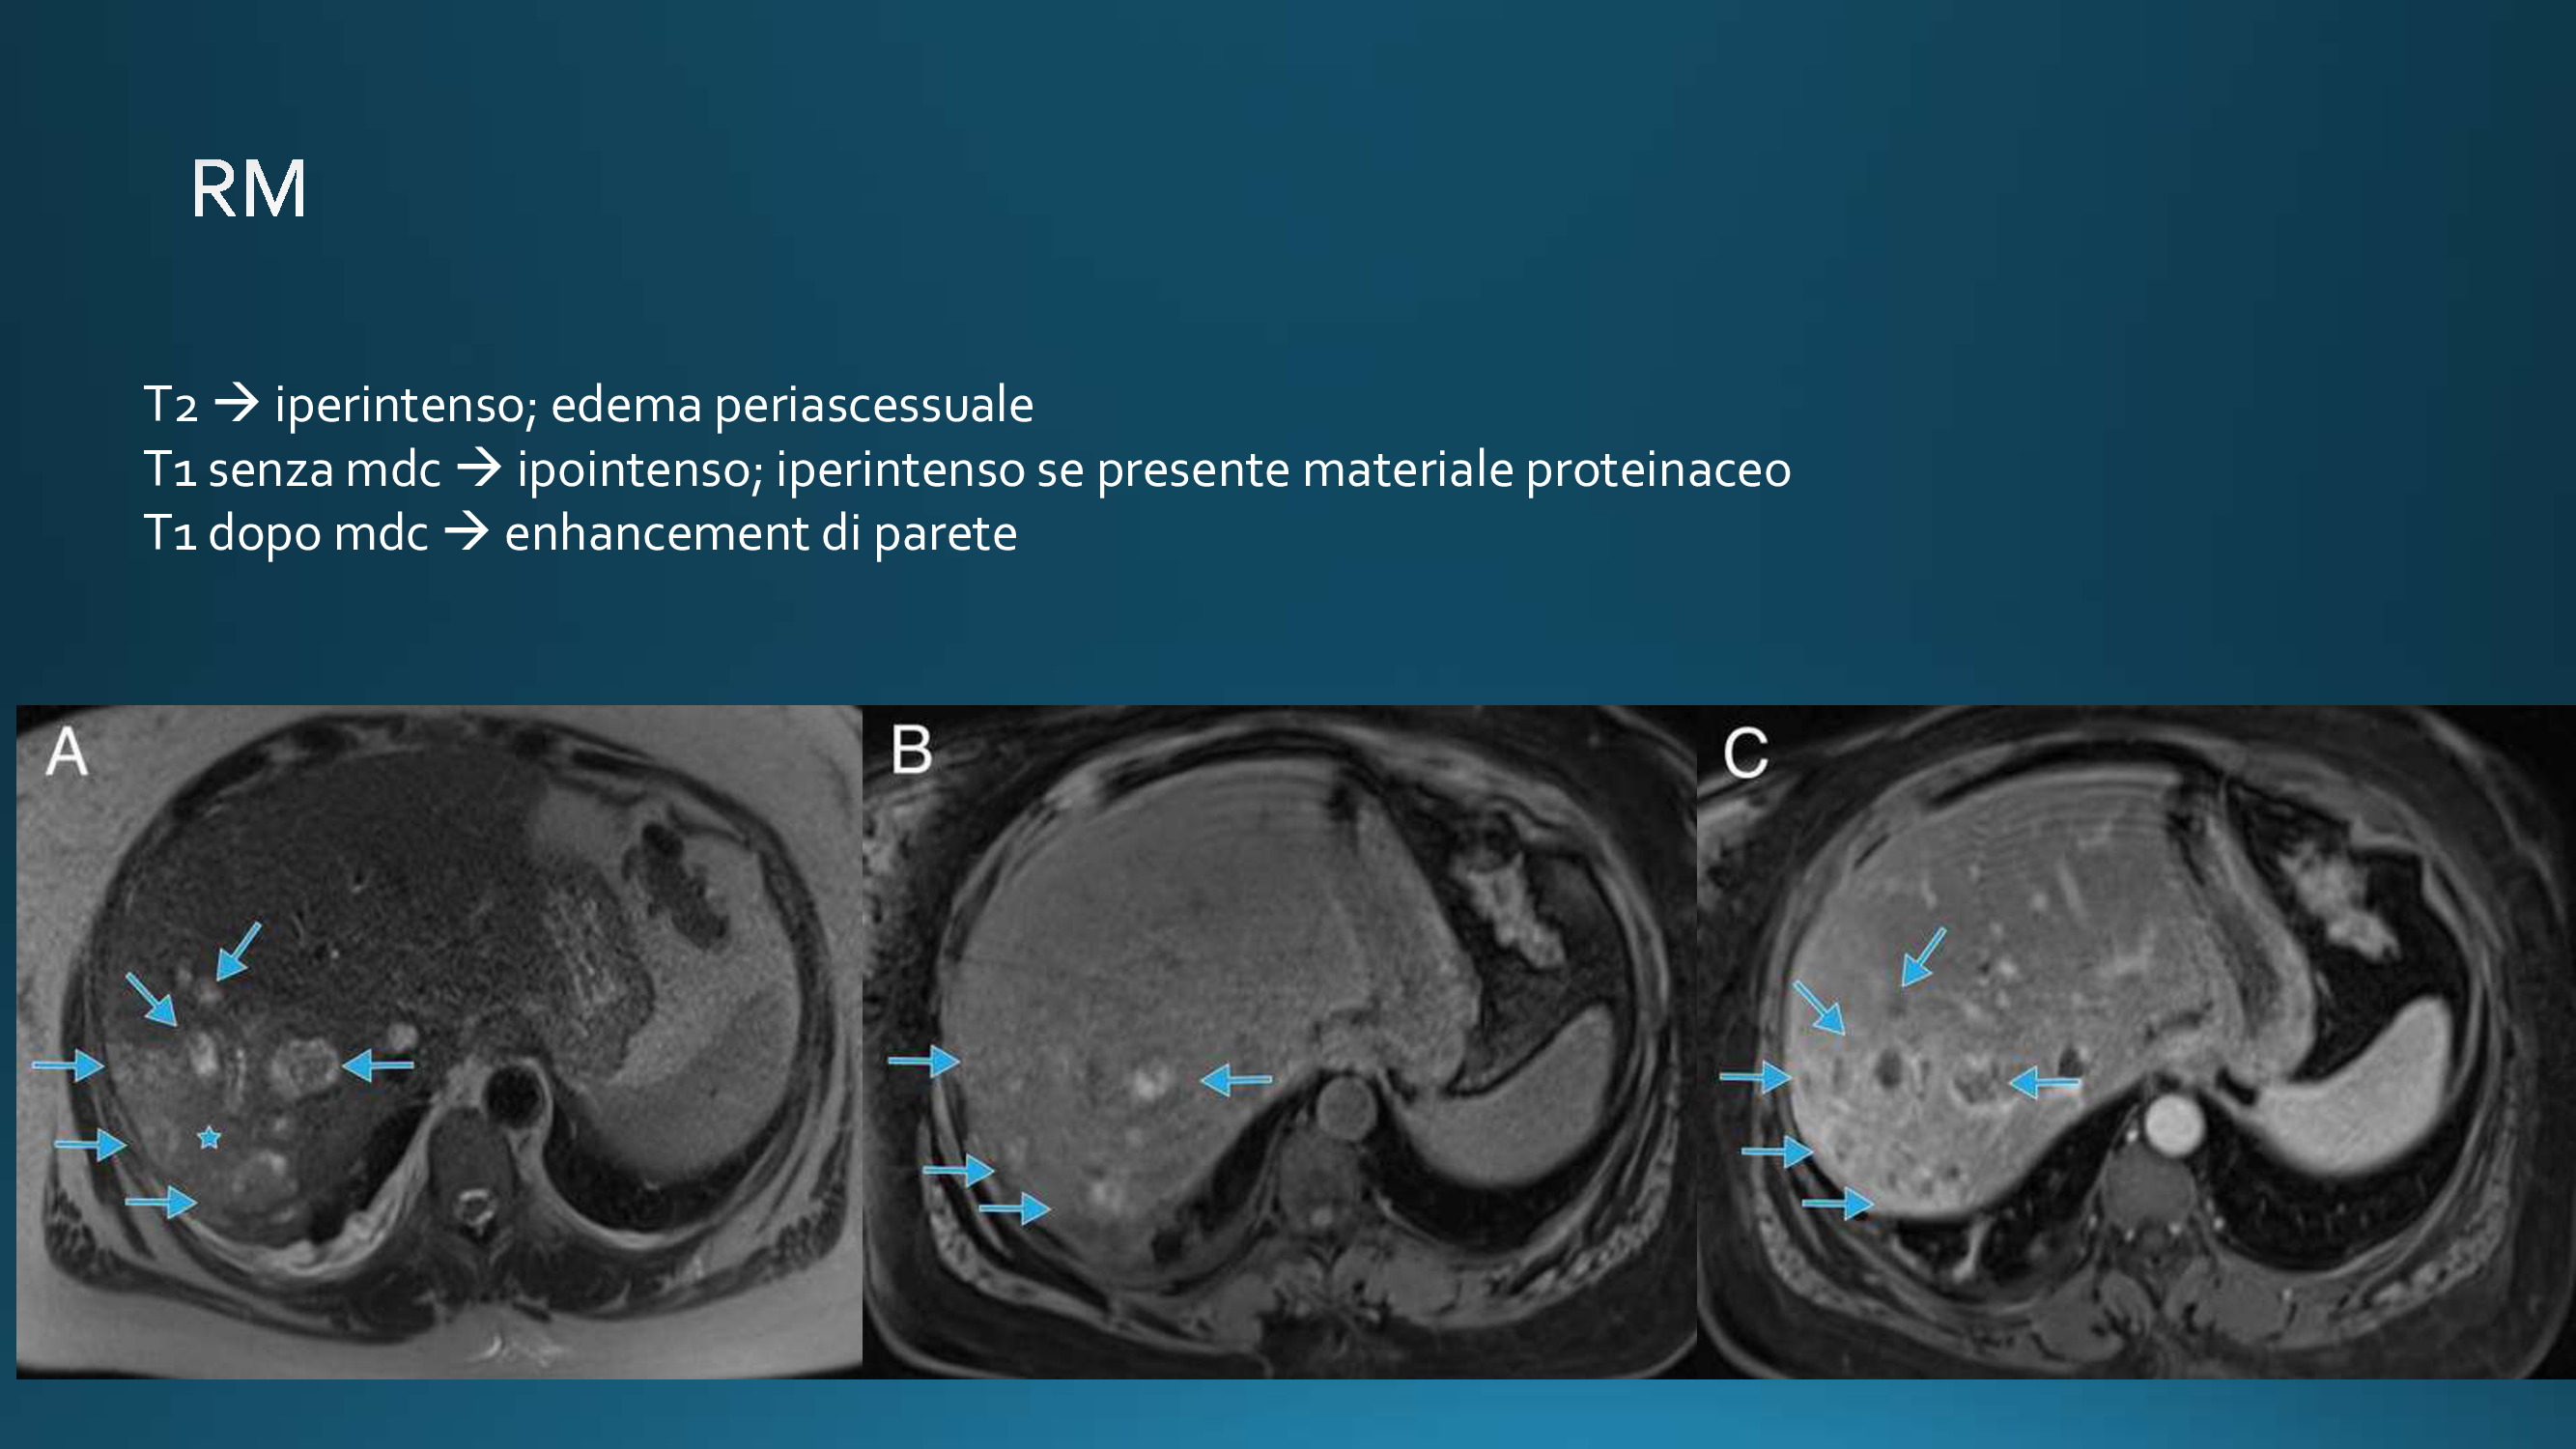 RM
T2 → iperintenso; edema periascessuale
T1 senza mdc → ipointenso; iperintenso se presente materiale proteinaceo
T1 dopo mdc → enhancement di parete
A
B
C